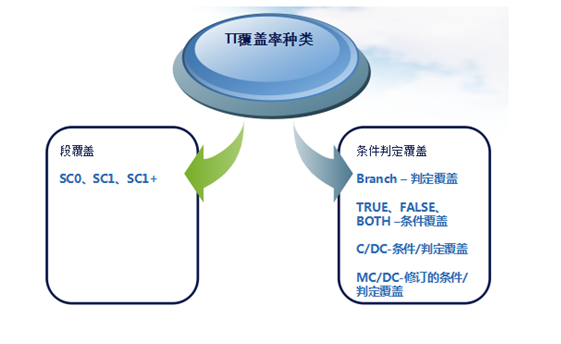 TT覆盖率种类
段覆盖
SC0、SC1、SC1+
条件判定覆盖
Branch – 判定覆盖
TRUE、FALSE、
BOTH –条件覆盖
C/DC-条件/判定覆盖
MC/DC-修订的条件/
判定覆盖